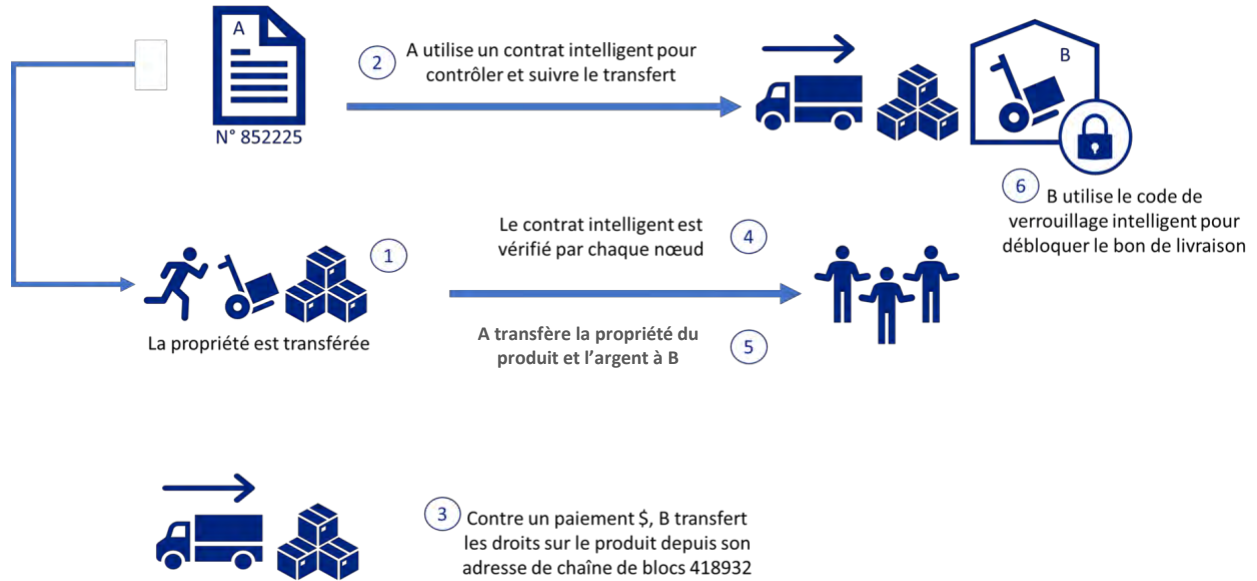 A
N° 852225
2
A utilise un contrat intelligent pour
contrôler et suivre le transfert
B
6
B utilise le code de
verrouillage intelligent pour
débloquer le bon de livraison
1
La propriété est transférée
Le contrat intelligent est
vérifié par chaque nœud
4
A transfère la propriété du
produit et l'argent à B
5
3
Contre un paiement $, B transfert
les droits sur le produit depuis son
adresse de chaîne de blocs 418932